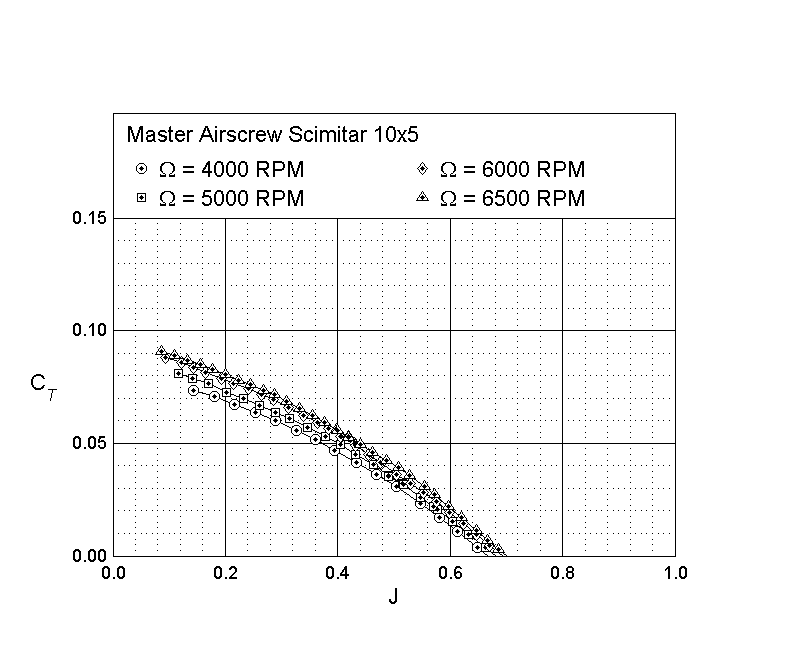 Master Airscrew Scimitar 10x5
Ω = 4000 RPM
Ω = 6000 RPM
Ω = 5000 RPM
Ω = 6500 RPM
0.15
0.10
C_T
0.05
0.00
0.0 0.2 0.4 0.6 0.8 1.0
J